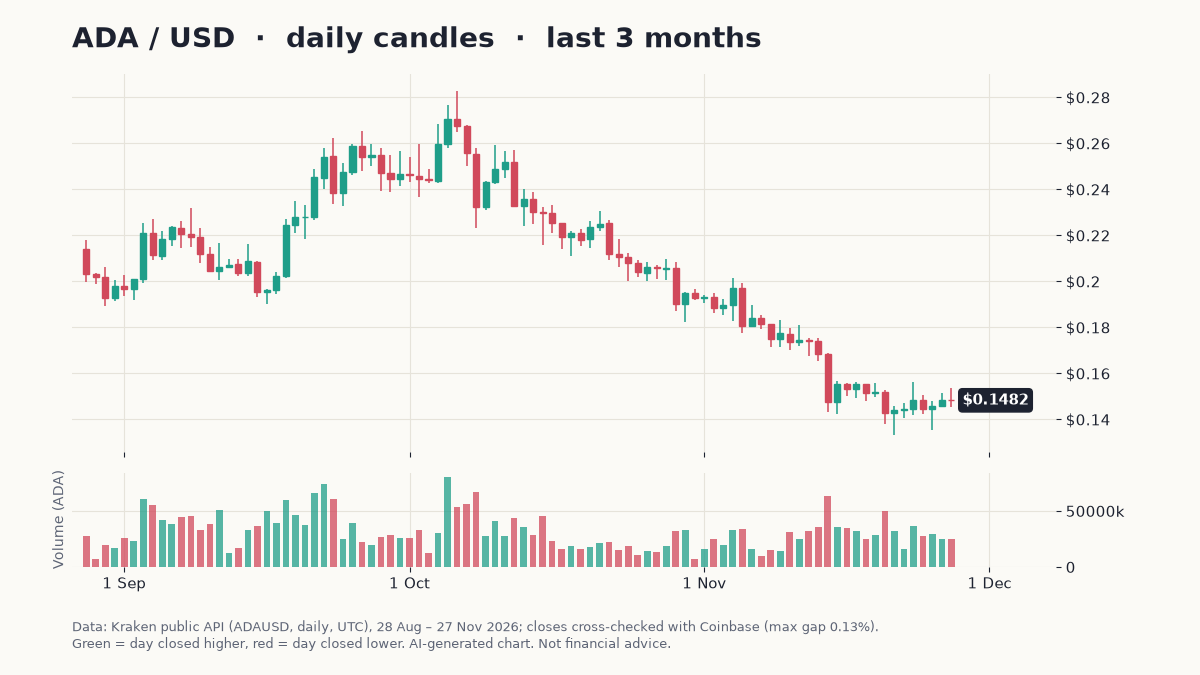 ADA / USD · daily candles · last 3 months
$0.28
$0.26
$0.24
$0.22
$0.2
$0.18
$0.16
$0.1482
$0.14
Volume (ADA)
50000k
0
1 Sep
1 Oct
1 Nov
1 Dec
Data: Kraken public API (ADAUSD, daily, UTC), 28 Aug – 27 Nov 2026; closes cross-checked with Coinbase (max gap 0.13%).
Green = day closed higher, red = day closed lower. AI-generated chart. Not financial advice.